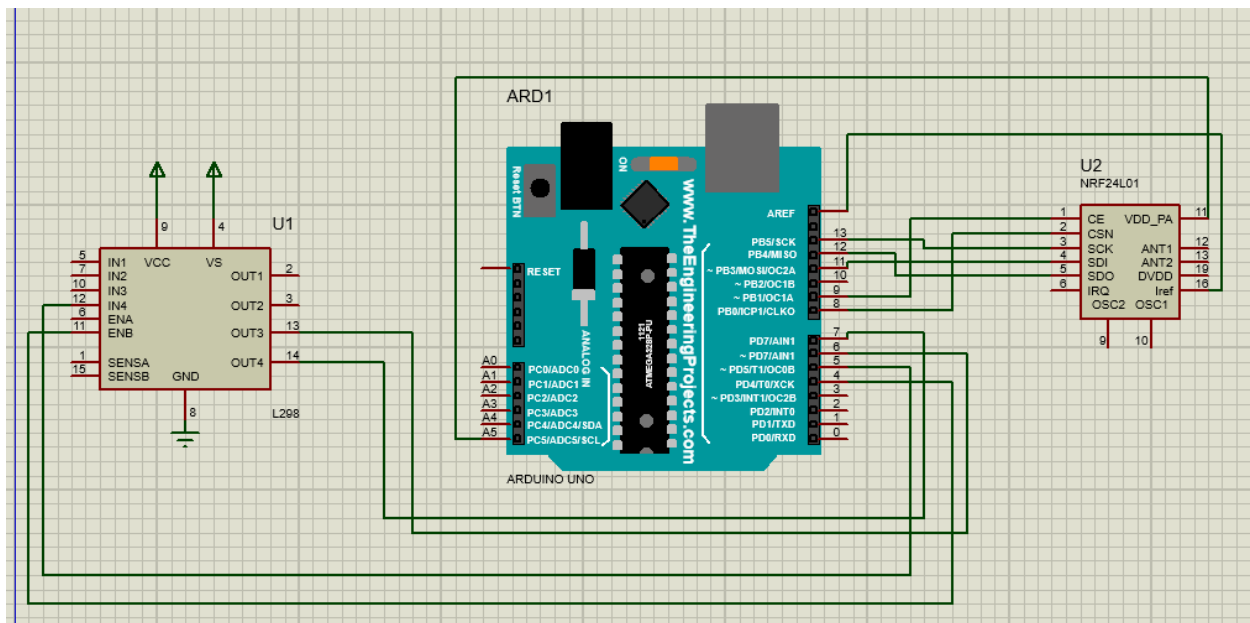 ARD1
ON
Reset BTN
www.TheEngineeringProjects.com
AREF
PB5/SCK 13
PB4/MISO 12
~ PB3/MOSI/OC2A 11
~ PB2/OC1B 10
~ PB1/OC1A 9
PB0/ICP1/CLKO 8
RESET
ANALOG IN
1121
ATMEGA328P-PU
PD7/AIN1 7
~ PD7/AIN1 6
~ PD5/T1/OC0B 5
PD4/T0/XCK 4
~ PD3/INT1/OC2B 3
PD2/INT0 2
PD1/TXD 1
PD0/RXD 0
A0 PC0/ADC0
A1 PC1/ADC1
A2 PC2/ADC2
A3 PC3/ADC3
A4 PC4/ADC4/SDA
A5 PC5/ADC5/SCL
ARDUINO UNO
U1
9 4
VCC VS
5 IN1
7 IN2
10 IN3
12 IN4
6 ENA
11 ENB
1 SENSA
15 SENSB
OUT1 2
OUT2 3
OUT3 13
OUT4 14
GND
8
L298
U2
NRF24L01
1 CE
2 CSN
3 SCK
4 SDI
5 SDO
6 IRQ
VDD_PA 11
ANT1 12
ANT2 13
DVDD 19
Iref 16
OSC2 OSC1
9 10